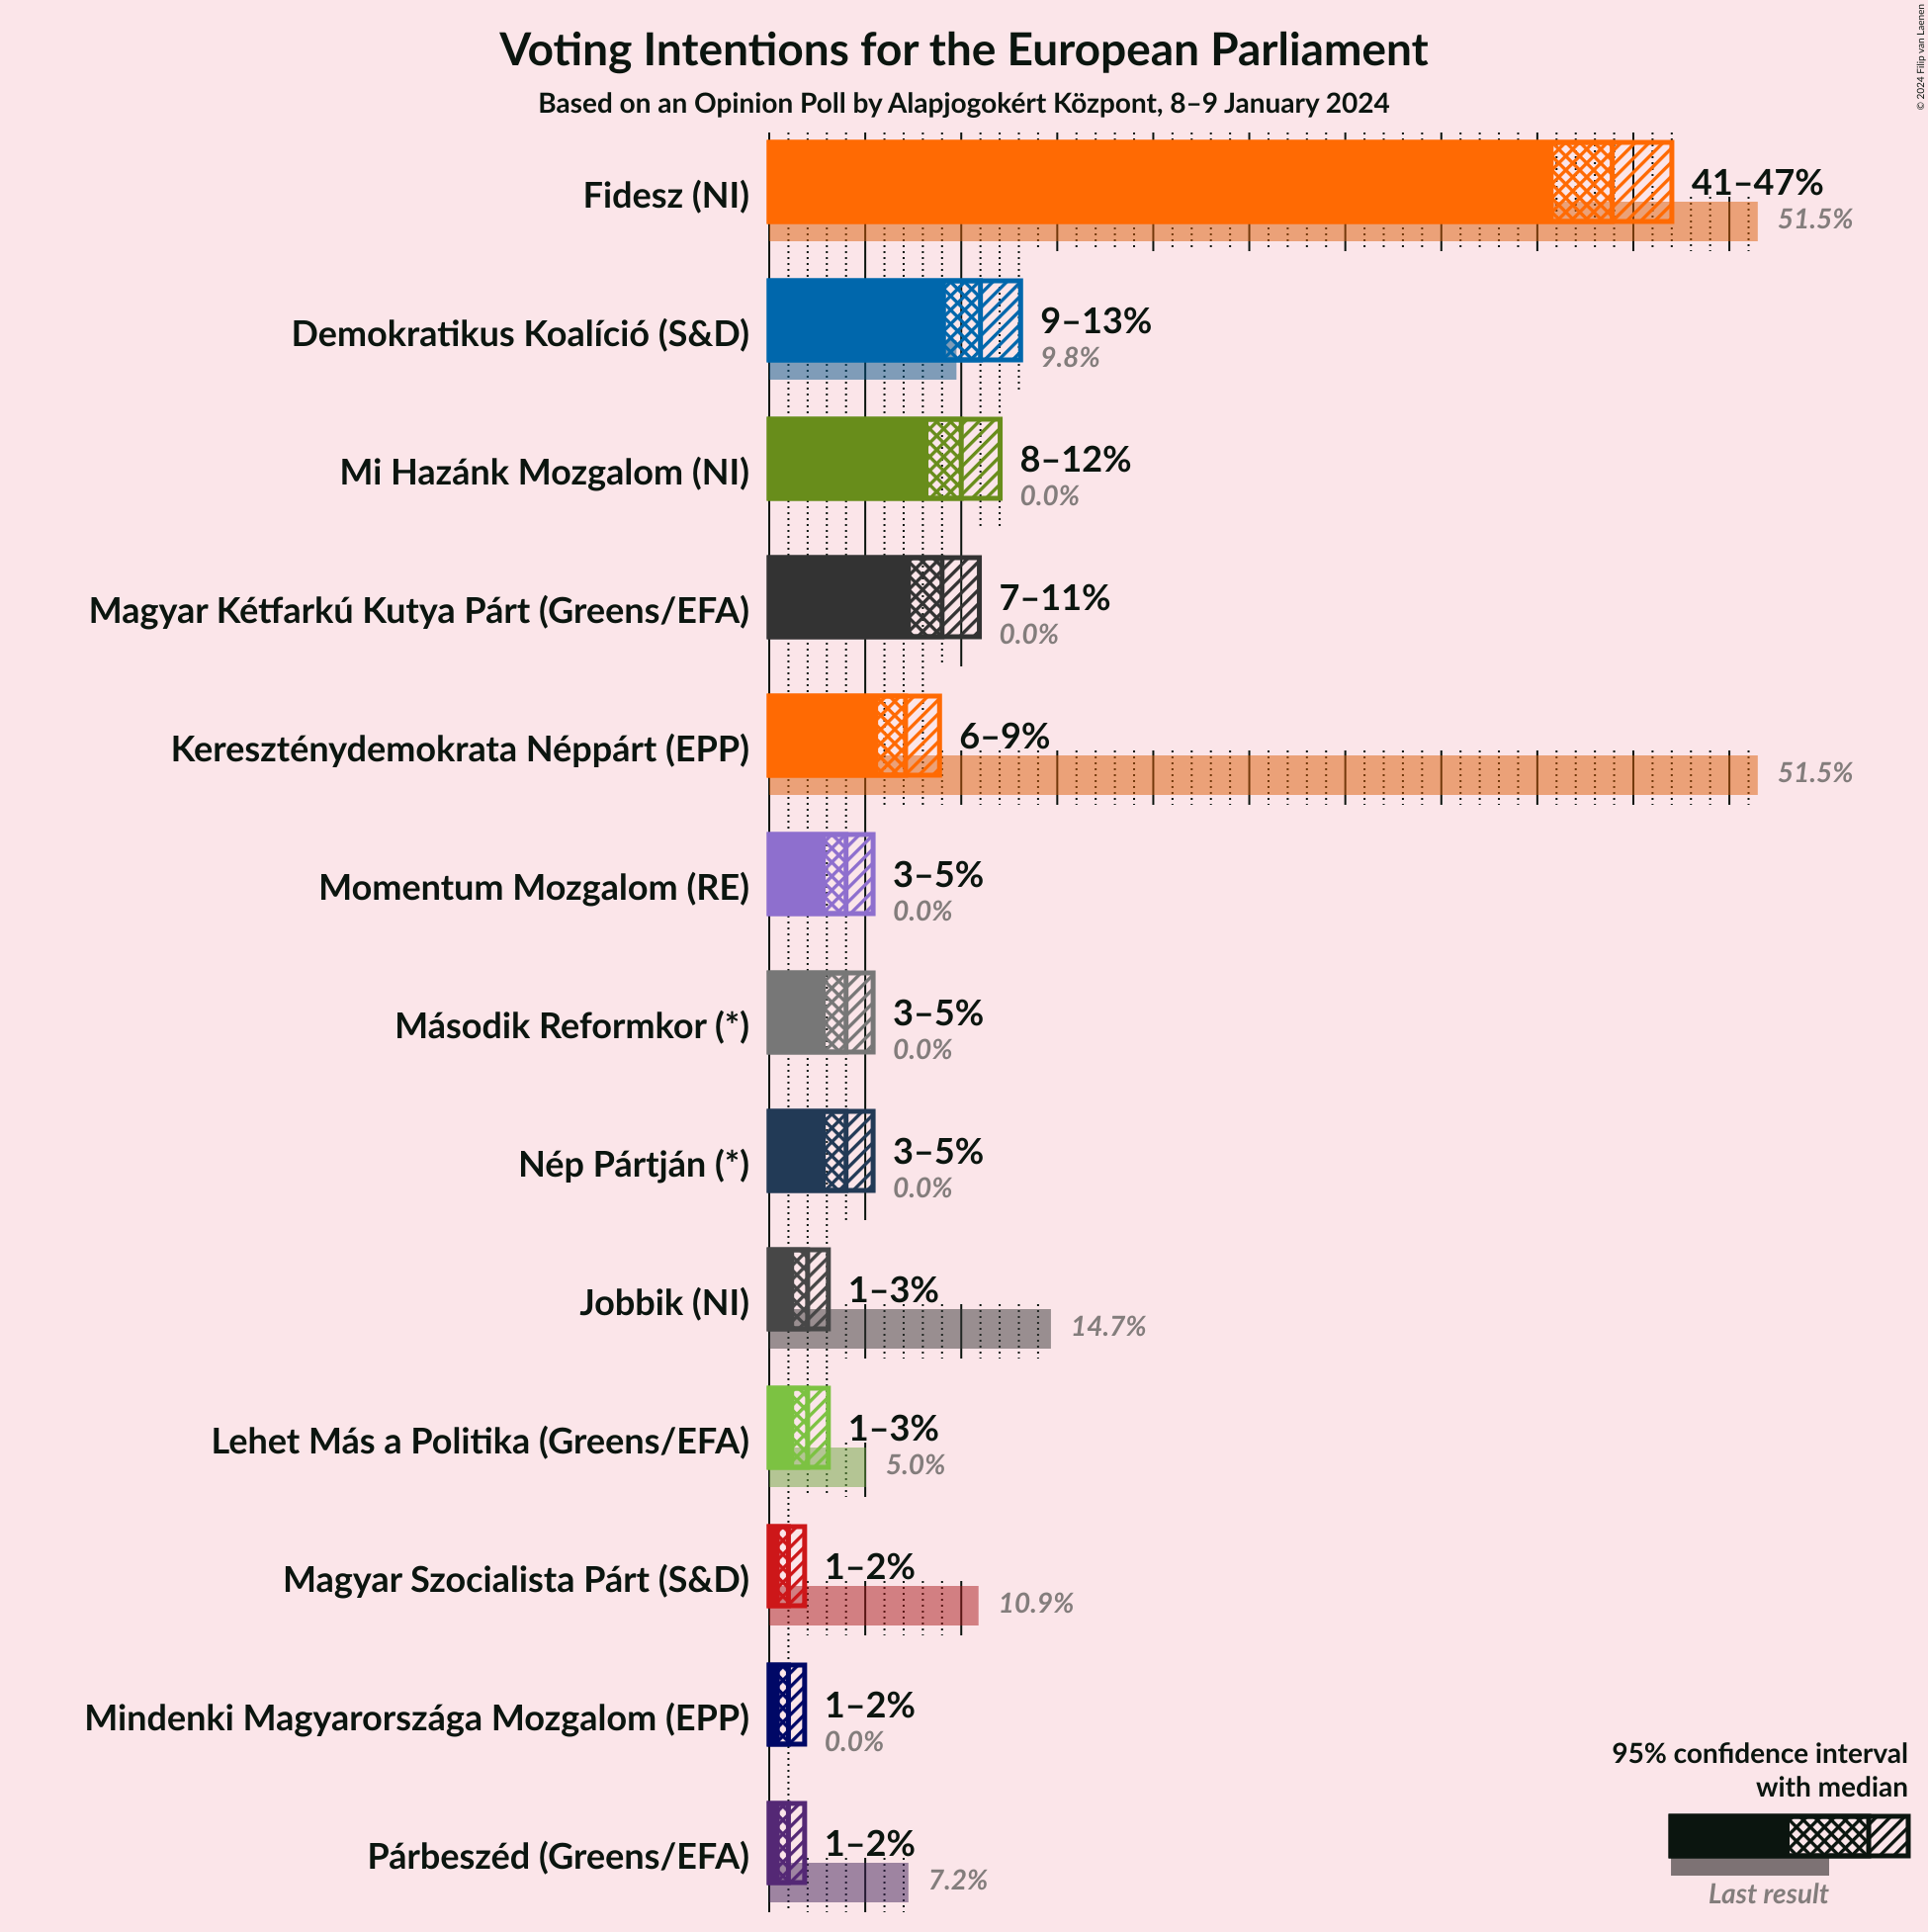 Voting Intentions for the European Parliament
Based on an Opinion Poll by Alapjogokért Központ, 8–9 January 2024
© 2024 Filip van Laenen
Fidesz (NI)
41–47%
51.5%
Demokratikus Koalíció (S&D)
9–13%
9.8%
Mi Hazánk Mozgalom (NI)
8–12%
0.0%
Magyar Kétfarkú Kutya Párt (Greens/EFA)
7–11%
0.0%
Kereszténydemokrata Néppárt (EPP)
6–9%
51.5%
Momentum Mozgalom (RE)
3–5%
0.0%
Második Reformkor (*)
3–5%
0.0%
Nép Pártján (*)
3–5%
0.0%
Jobbik (NI)
1–3%
14.7%
Lehet Más a Politika (Greens/EFA)
1–3%
5.0%
Magyar Szocialista Párt (S&D)
1–2%
10.9%
Mindenki Magyarországa Mozgalom (EPP)
1–2%
0.0%
Párbeszéd (Greens/EFA)
1–2%
7.2%
95% confidence interval
with median
Last result